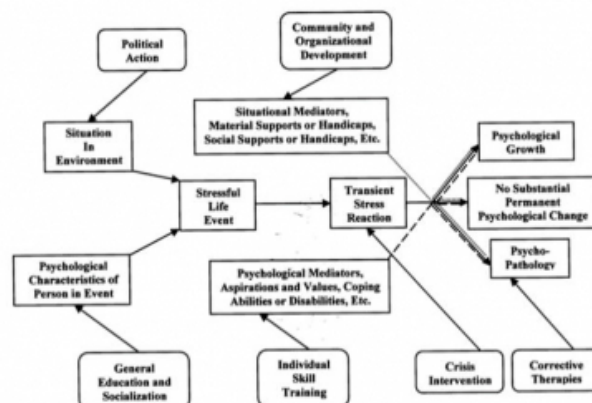 Political
Action
Community and
Organizational
Development
Situation
In
Environment
Situational Mediators,
Material Supports or Handicaps,
Social Supports or Handicaps, Etc.
Psychological
Growth
Stressful
Life
Event
Transient
Stress
Reaction
No Substantial
Permanent
Psychological Change
Psychological
Characteristics of
Person in Event
Psychological Mediators,
Aspirations and Values, Coping
Abilities or Disabilities, Etc.
Psycho-
Pathology
General
Education and
Socialization
Individual
Skill
Training
Crisis
Intervention
Corrective
Therapies